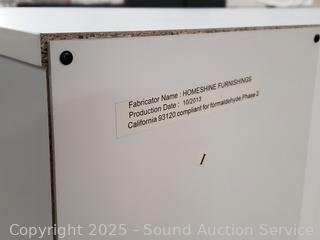 Fabricator Name : HOMESHINE FURNISHINGS
Production Date : 10/2013
California 93120 compliant for formaldehyde Phase 2
Copyright 2025 - Sound Auction Service